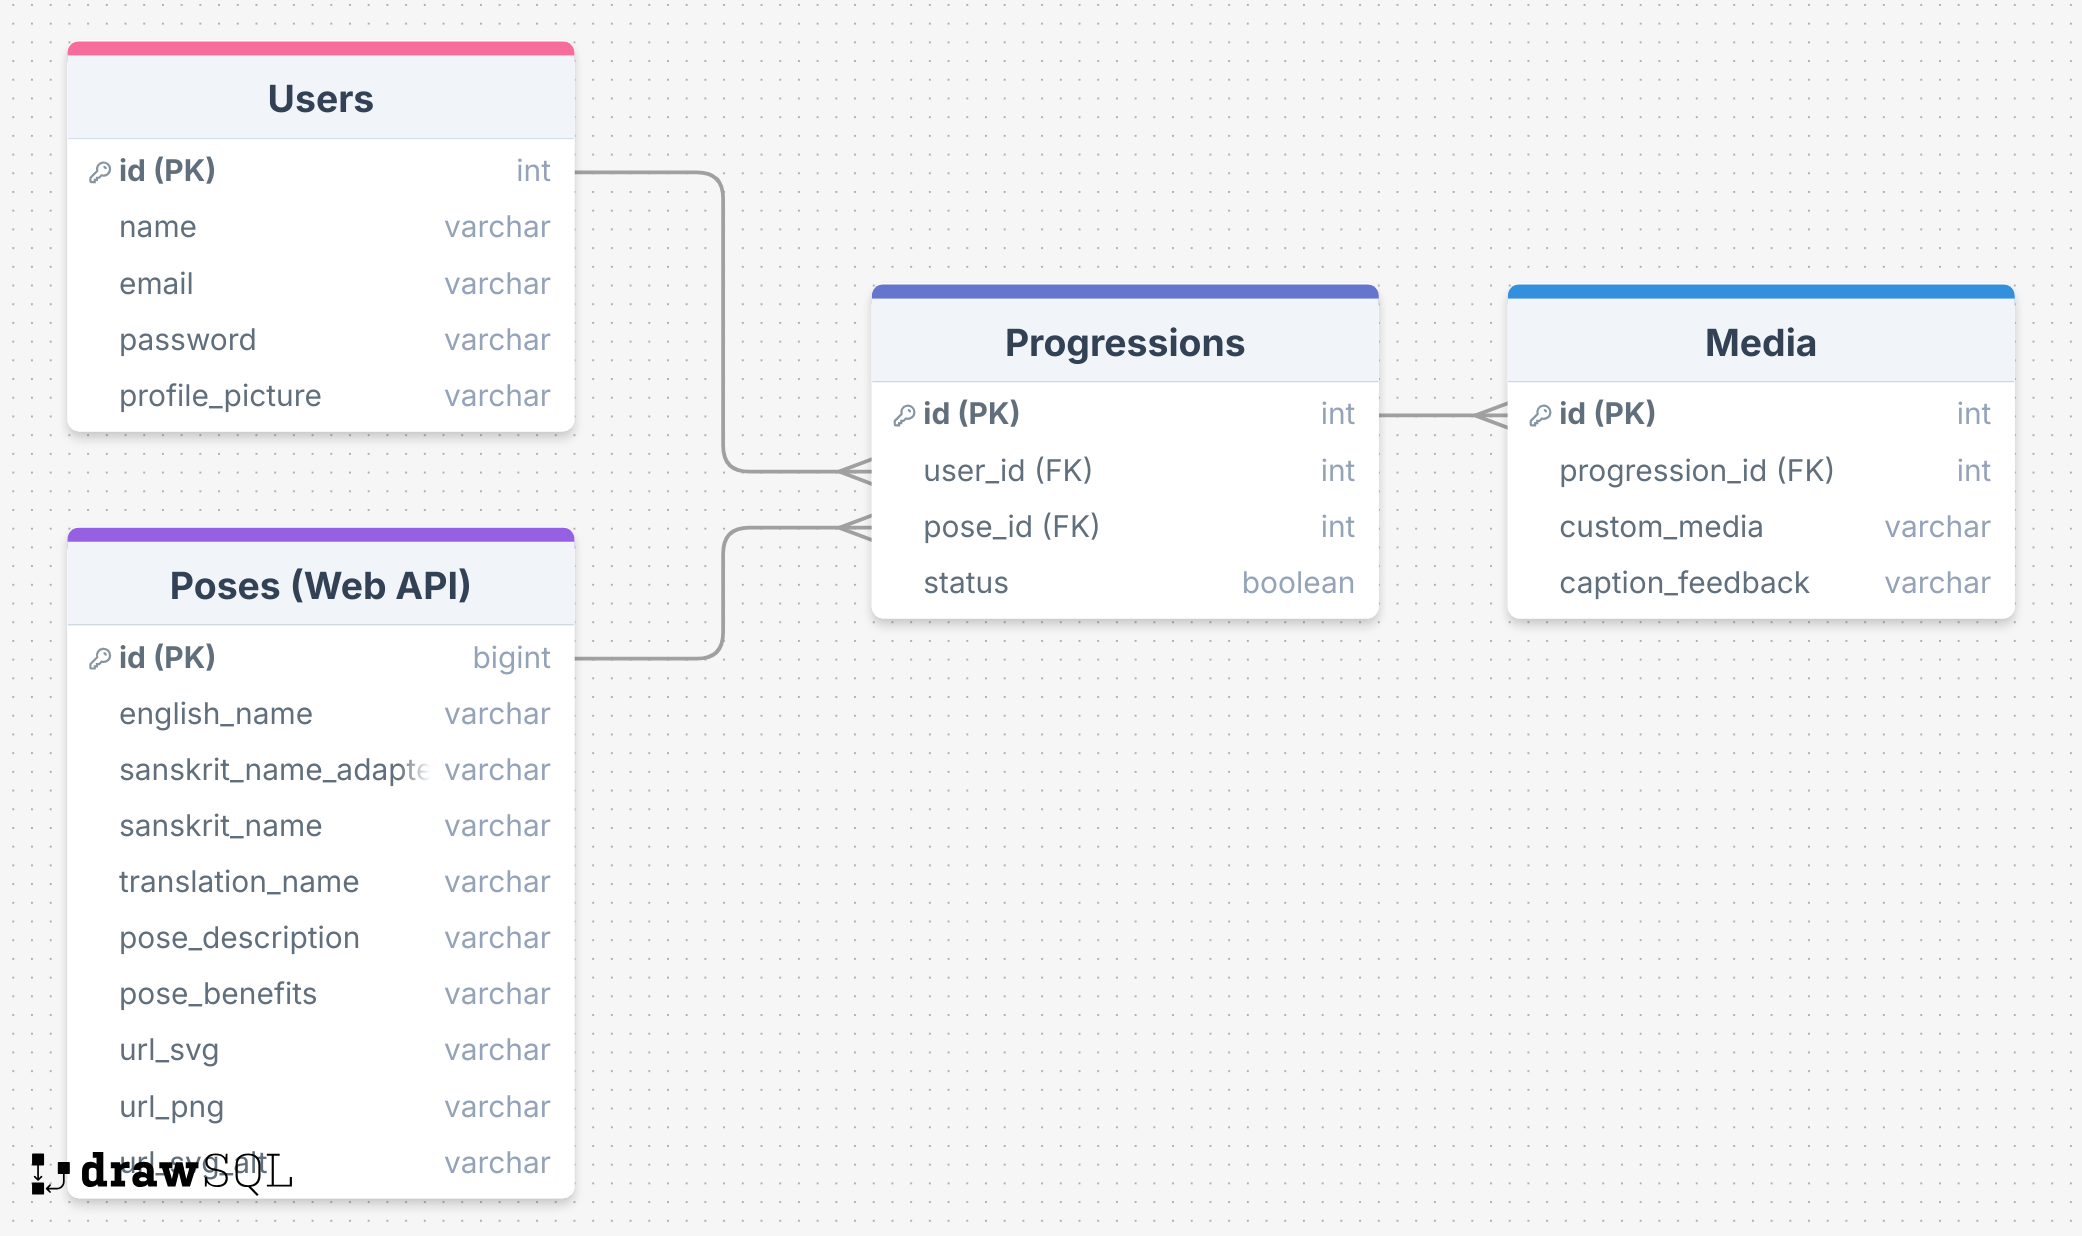 Users
id (PK) int
name varchar
email varchar
password varchar
profile_picture varchar
Poses (Web API)
id (PK) bigint
english_name varchar
sanskrit_name_adapte varchar
sanskrit_name varchar
translation_name varchar
pose_description varchar
pose_benefits varchar
url_svg varchar
url_png varchar
url_svg_alt varchar
drawSQL
Progressions
id (PK) int
user_id (FK) int
pose_id (FK) int
status boolean
Media
id (PK) int
progression_id (FK) int
custom_media varchar
caption_feedback varchar